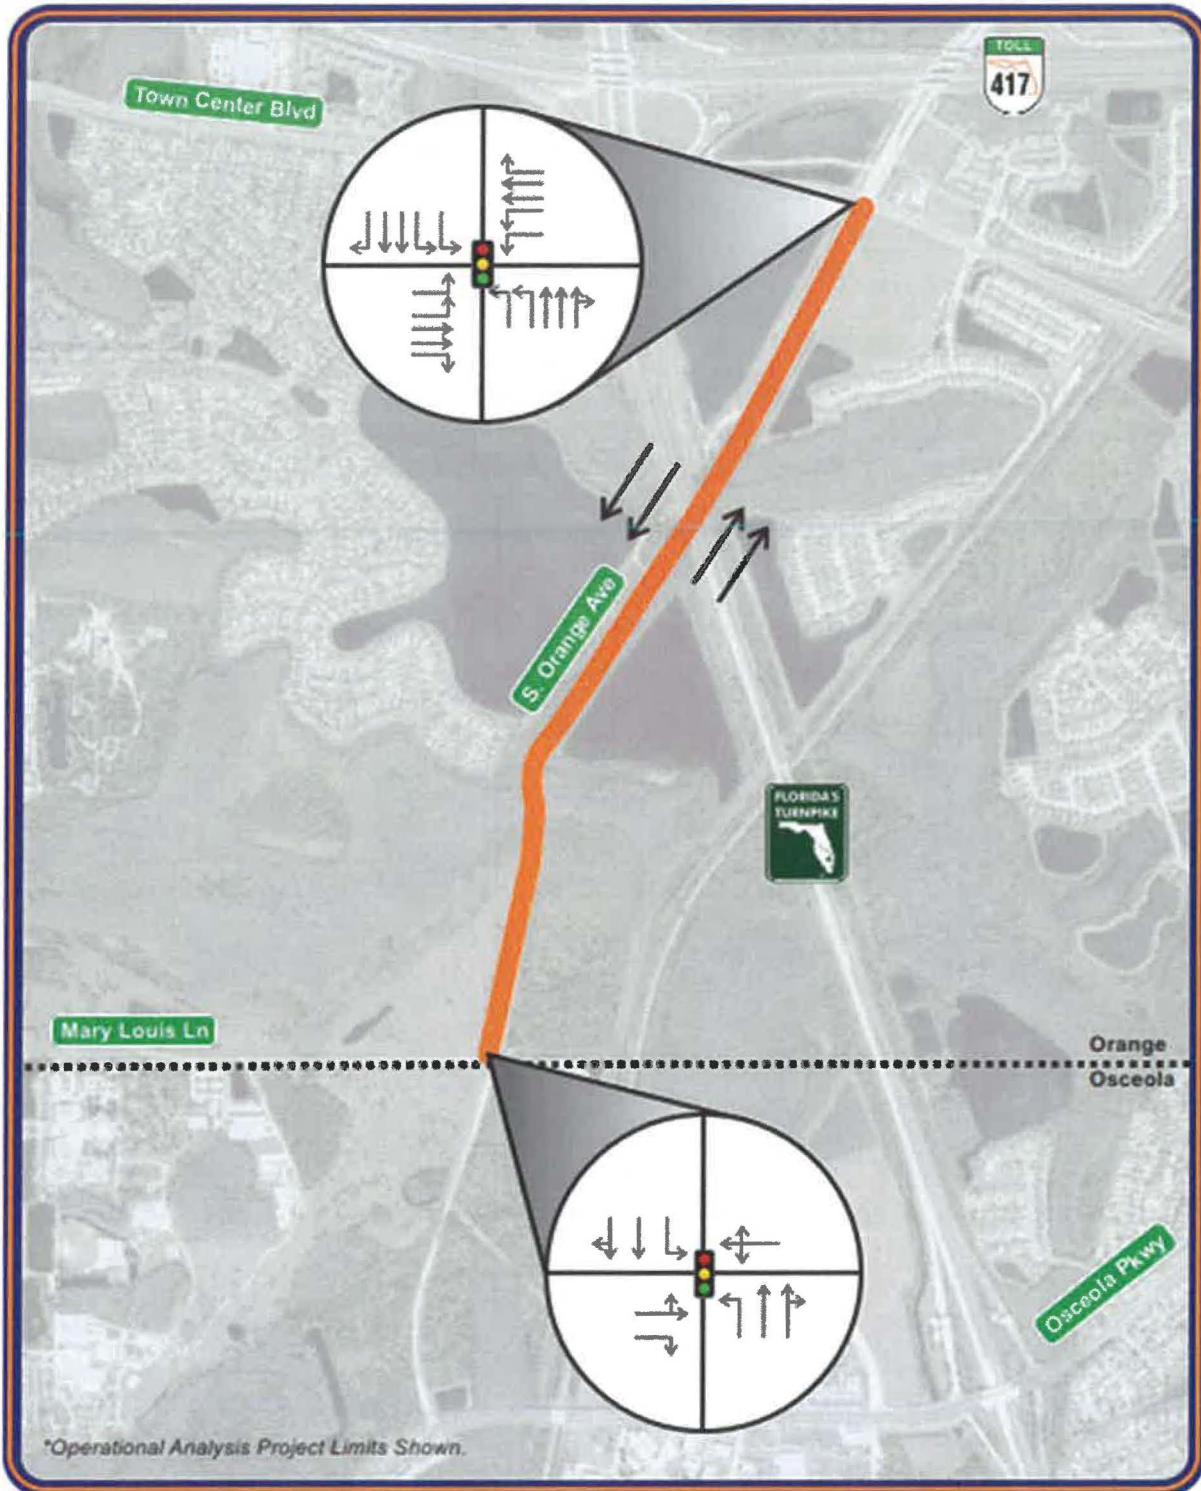 TOLL
417
Town Center Blvd
S. Orange Ave
FLORIDA'S
TURNPIKE
Mary Louis Ln
Orange
Osceola
Osceola Pkwy
*Operational Analysis Project Limits Shown.